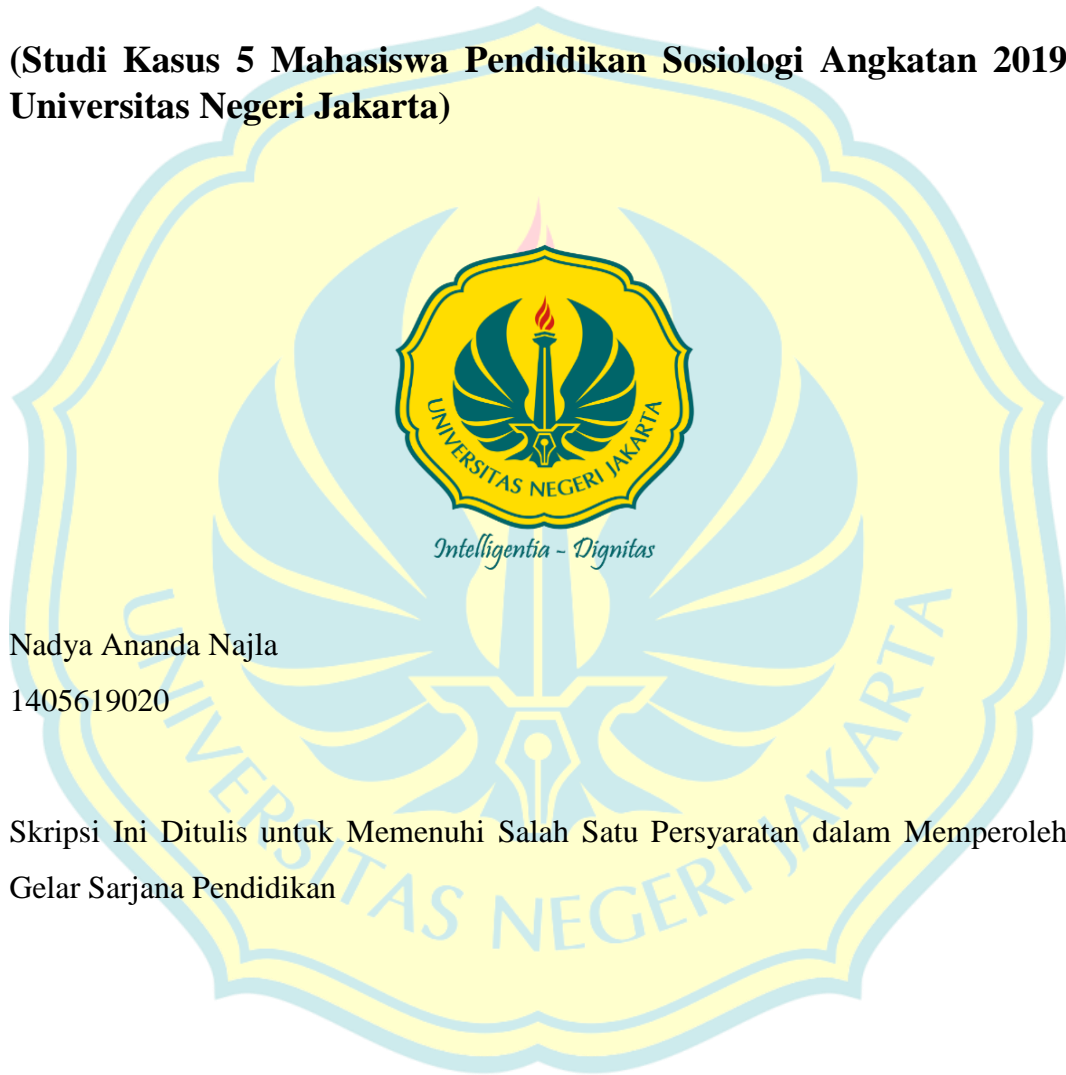 (Studi Kasus 5 Mahasiswa Pendidikan Sosiologi Angkatan 2019
Universitas Negeri Jakarta)
UNIVERSITAS NEGERI JAKARTA
Intelligentia - Dignitas
Nadya Ananda Najla
1405619020
Skripsi Ini Ditulis untuk Memenuhi Salah Satu Persyaratan dalam Memperoleh
Gelar Sarjana Pendidikan
UNIVERSITAS NEGERI JAKARTA